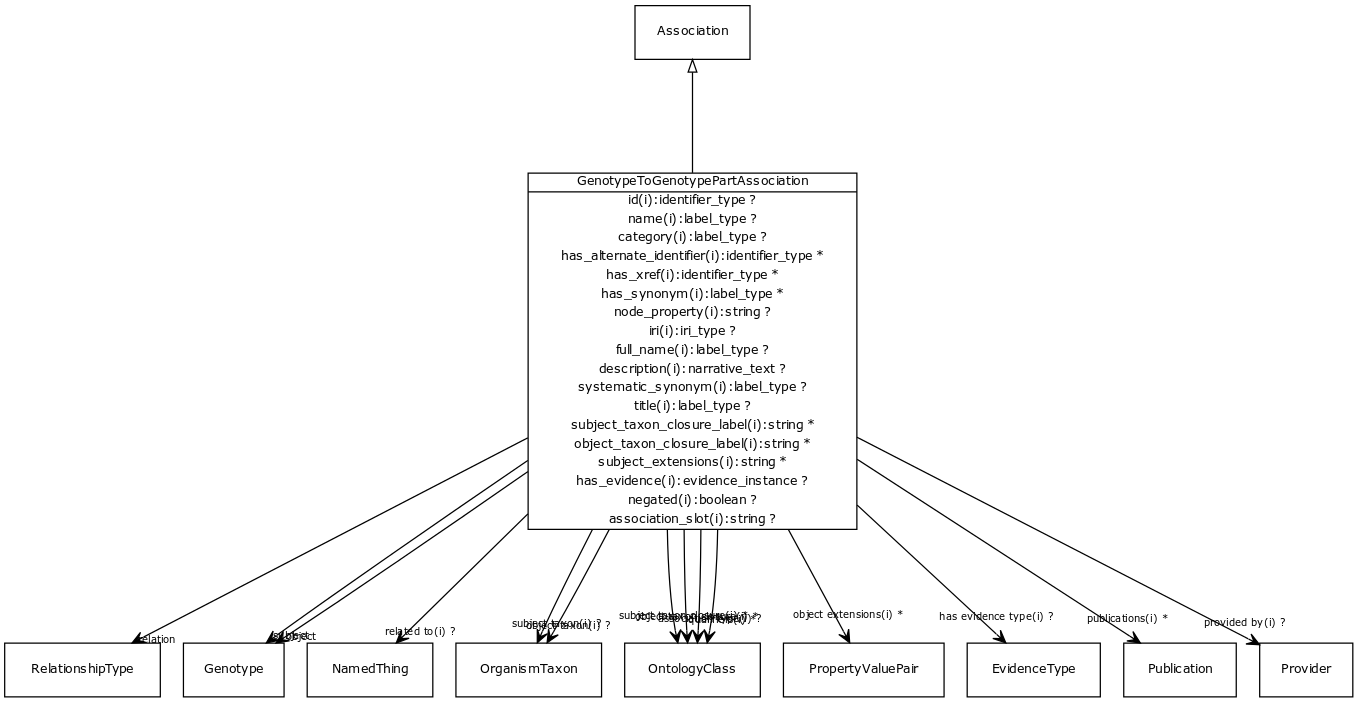 Association
GenotypeToGenotypePartAssociation
id(i):identifier_type ?
name(i):label_type ?
category(i):label_type ?
has_alternate_identifier(i):identifier_type *
has_xref(i):identifier_type *
has_synonym(i):label_type *
node_property(i):string ?
iri(i):iri_type ?
full_name(i):label_type ?
description(i):narrative_text ?
systematic_synonym(i):label_type ?
title(i):label_type ?
subject_taxon_closure_label(i):string *
object_taxon_closure_label(i):string *
subject_extensions(i):string *
has_evidence(i):evidence_instance ?
negated(i):boolean ?
association_slot(i):string ?
relation
subject
object
related to(i) ?
subject taxon(i) ?
object taxon(i) ?
subject taxon closure(i) *
object extensions(i) *
has evidence type(i) ?
publications(i) *
provided by(i) ?
RelationshipType
Genotype
NamedThing
OrganismTaxon
OntologyClass
PropertyValuePair
EvidenceType
Publication
Provider